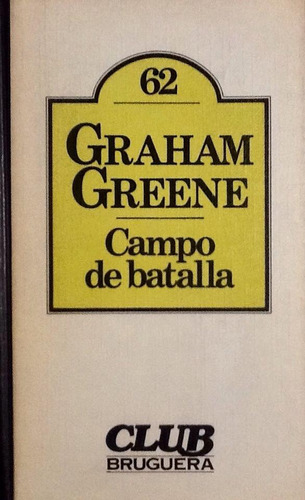 62
GRAHAM
GREENE
Campo
de batalla
CLUB
BRUGUERA